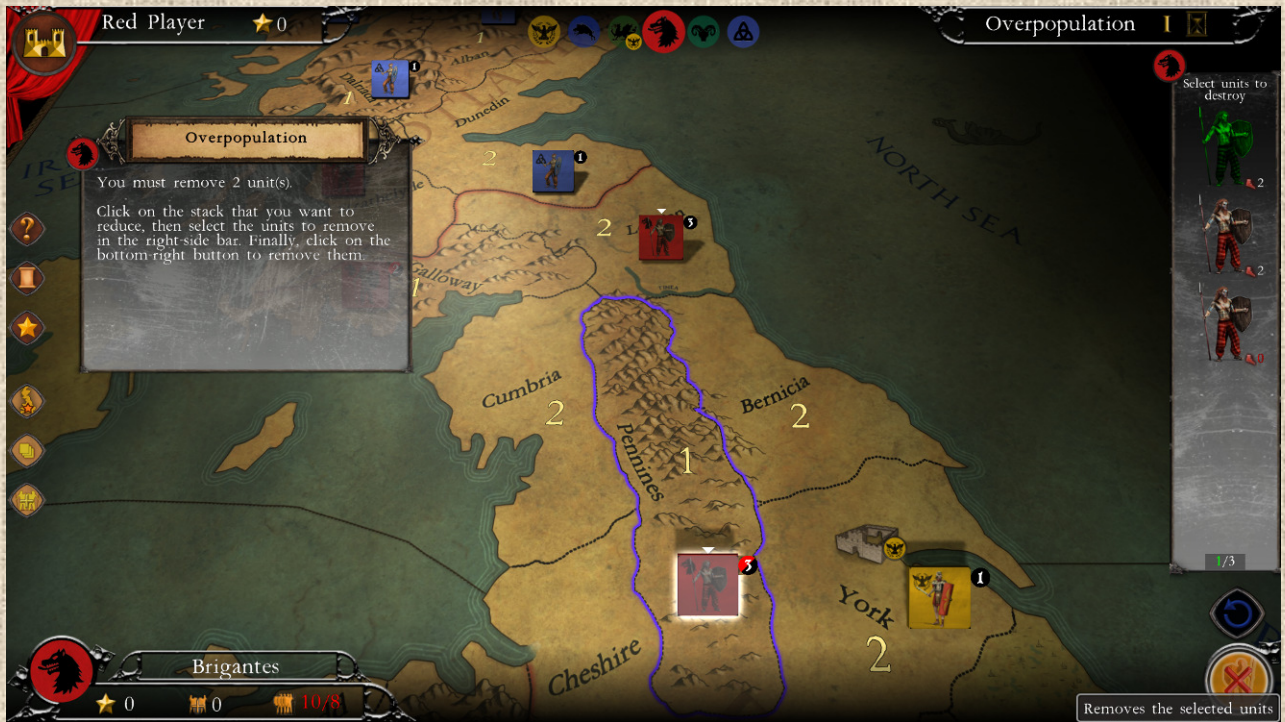 Red Player
0
Overpopulation I
Select units to
destroy
2
2
0
1/3
Overpopulation
You must remove 2 unit(s).
Click on the stack that you want to
reduce, then select the units to remove
in the right-side bar. Finally, click on the
bottom-right button to remove them.
Alban
1
Dalriada
1
1
Dunedin
2
1
2
3
Galloway
1
NORTH SEA
Cumbria
2
Bernicia
2
Pennines
1
3
York
2
1
Cheshire
Brigantes
0
0
10/8
Removes the selected units